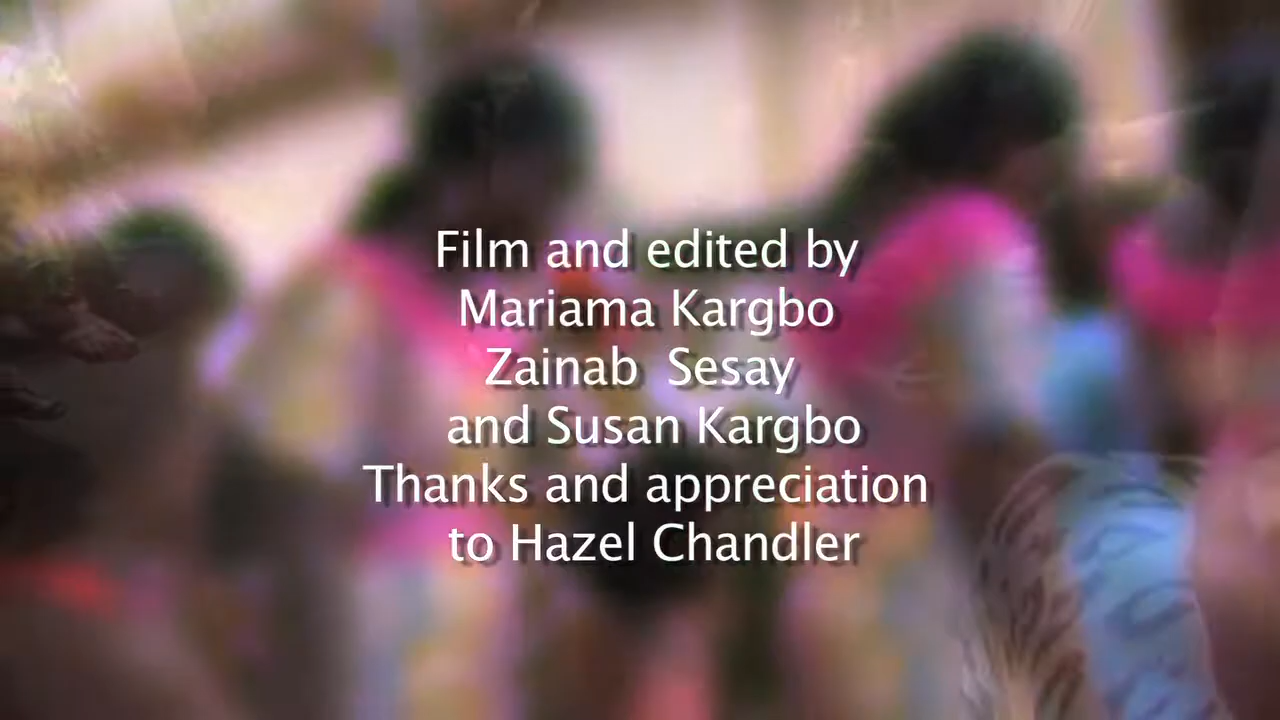 Film and edited by
Mariama Kargbo
Zainab  Sesay
and Susan Kargbo
Thanks and appreciation
to Hazel Chandler